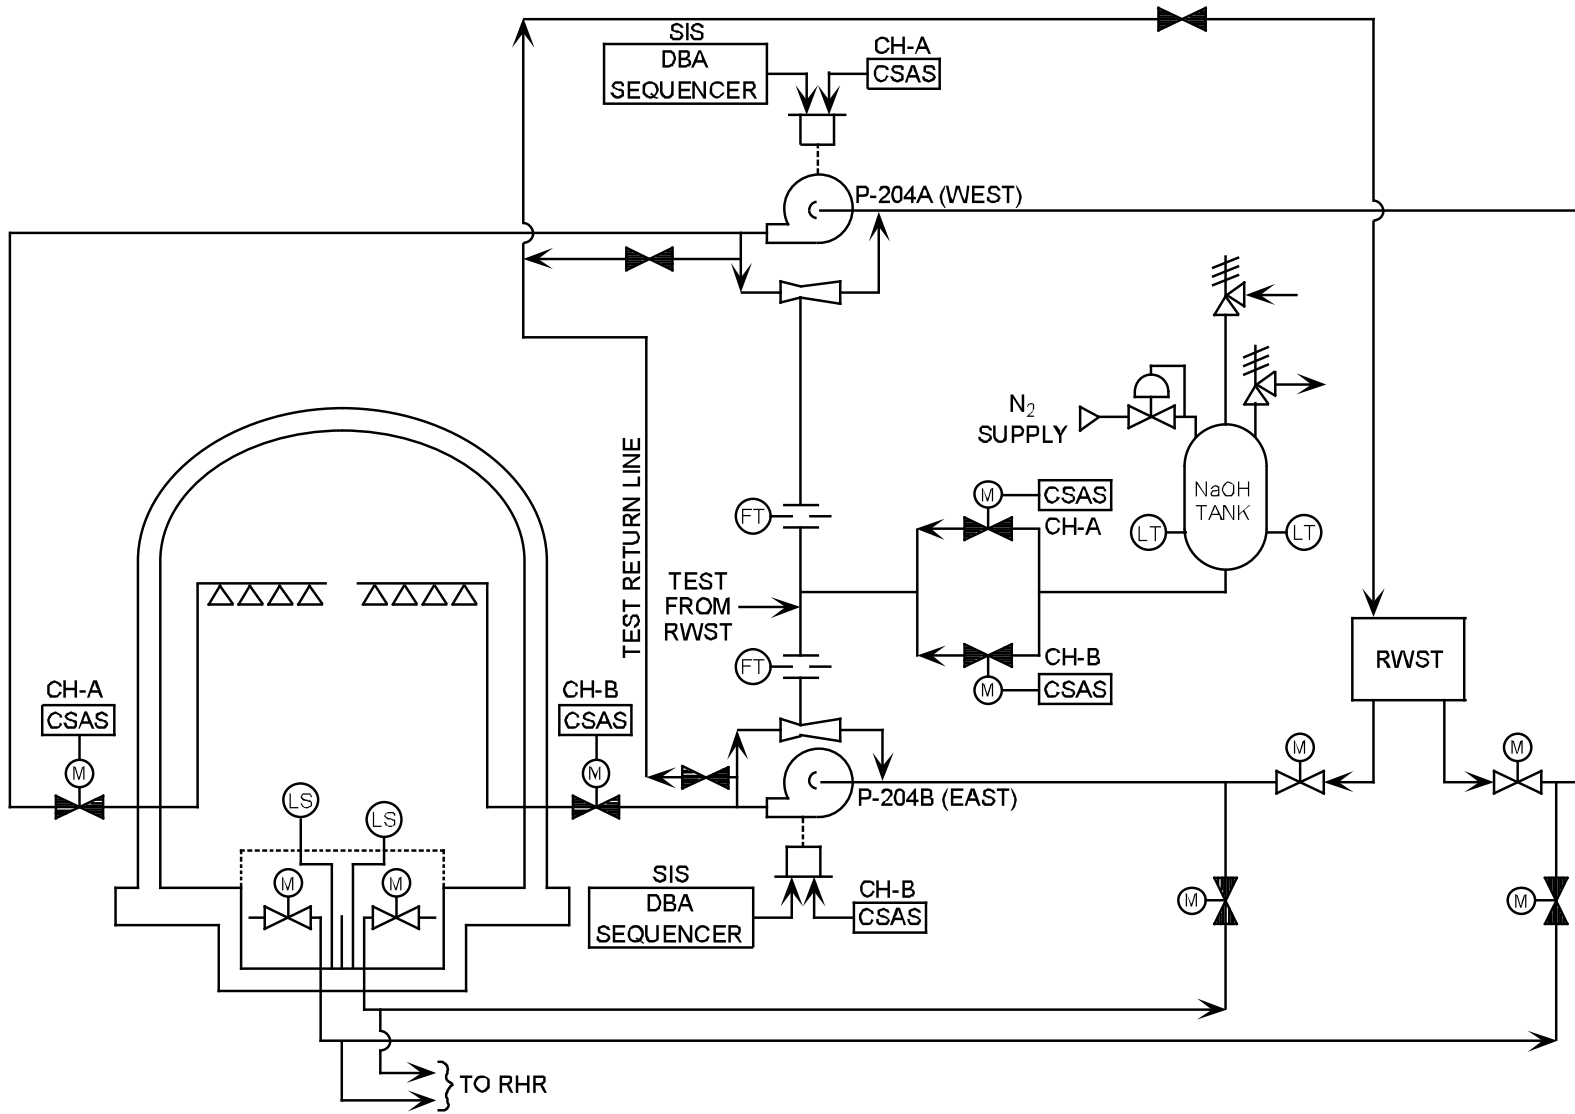 SIS
DBA
SEQUENCER
CH-A
CSAS
P-204A (WEST)
N2
SUPPLY
NaOH
TANK
LT
LT
M
CSAS
CH-A
FT
TEST RETURN LINE
TEST
FROM
RWST
CH-B
M
CSAS
FT
RWST
CH-A
CSAS
M
CH-B
CSAS
M
M
M
P-204B (EAST)
LS
LS
M
M
SIS
DBA
SEQUENCER
CH-B
CSAS
M
M
TO RHR